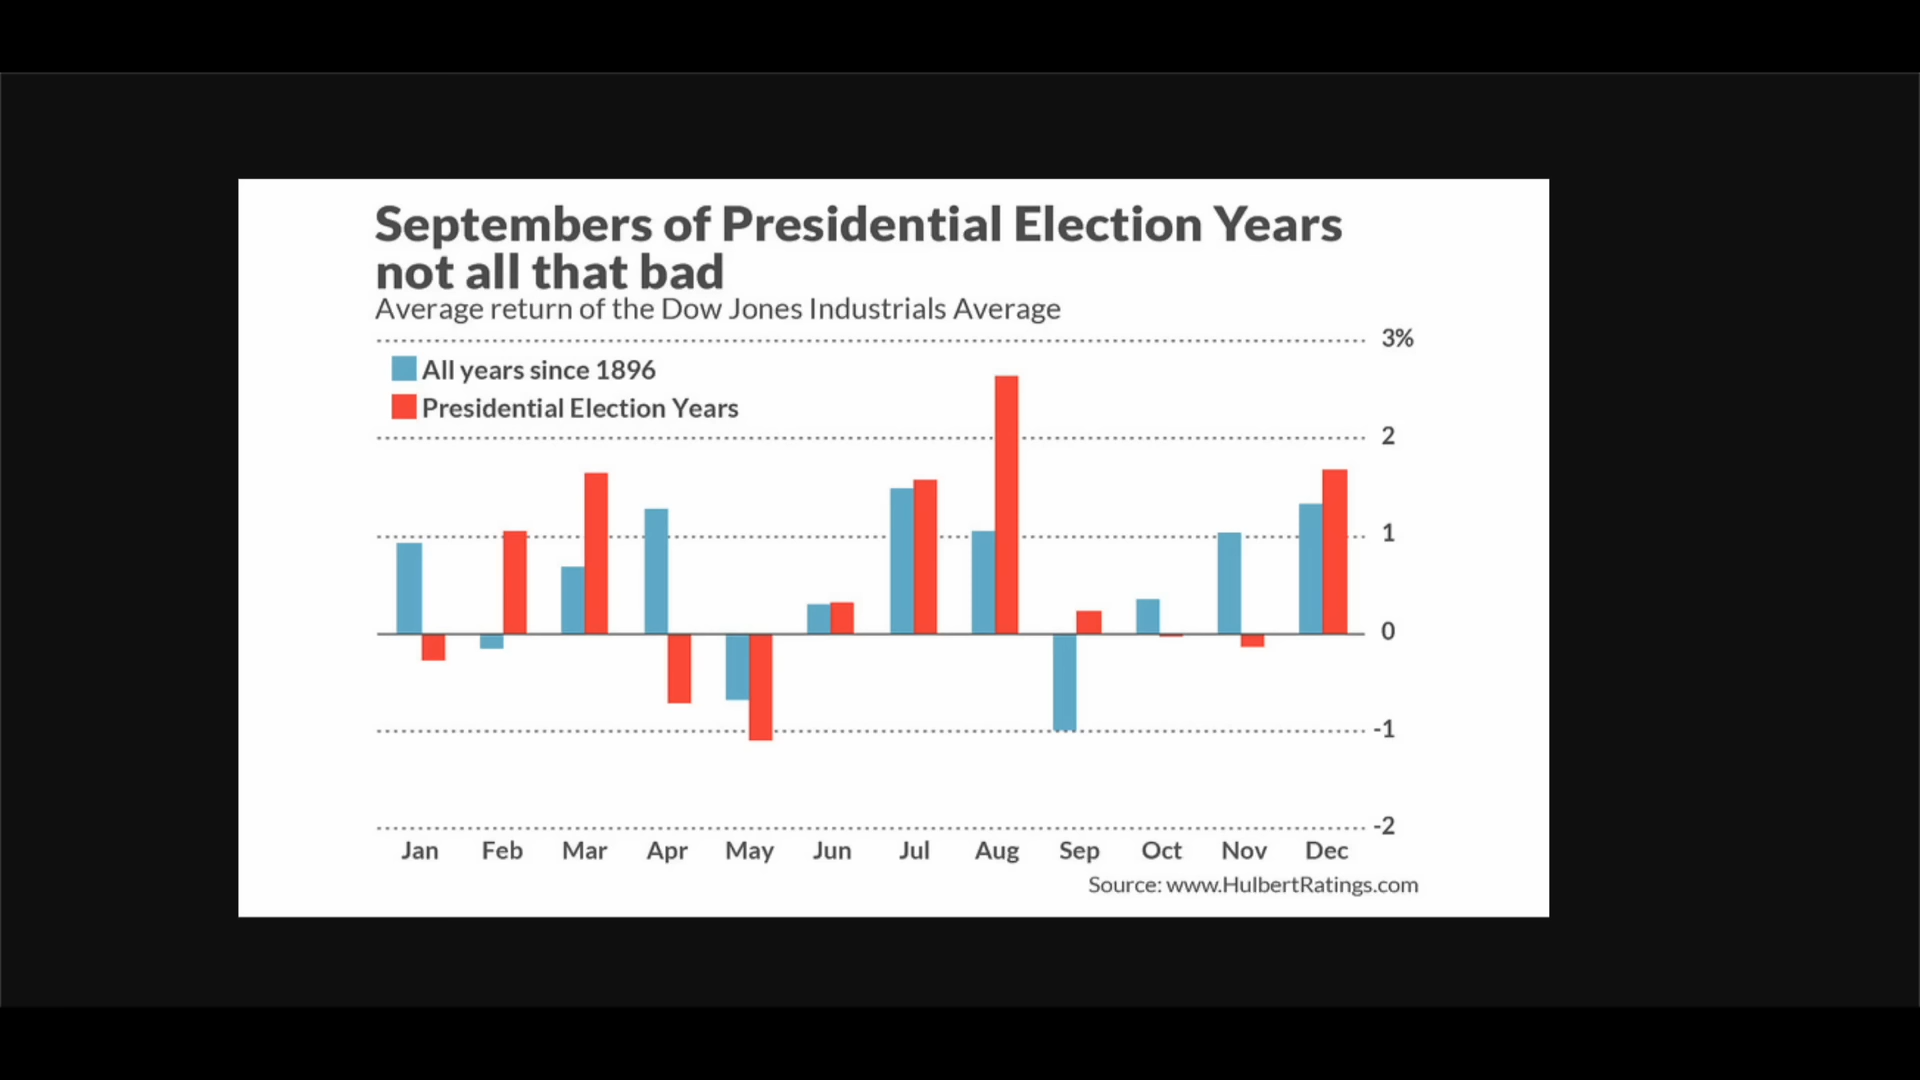 Septembers of Presidential Election Years
not all that bad
Average return of the Dow Jones Industrials Average
3%
All years since 1896
Presidential Election Years
2
1
0
-1
-2
Jan Feb Mar Apr May Jun Jul Aug Sep Oct Nov Dec
Source: www.HulbertRatings.com